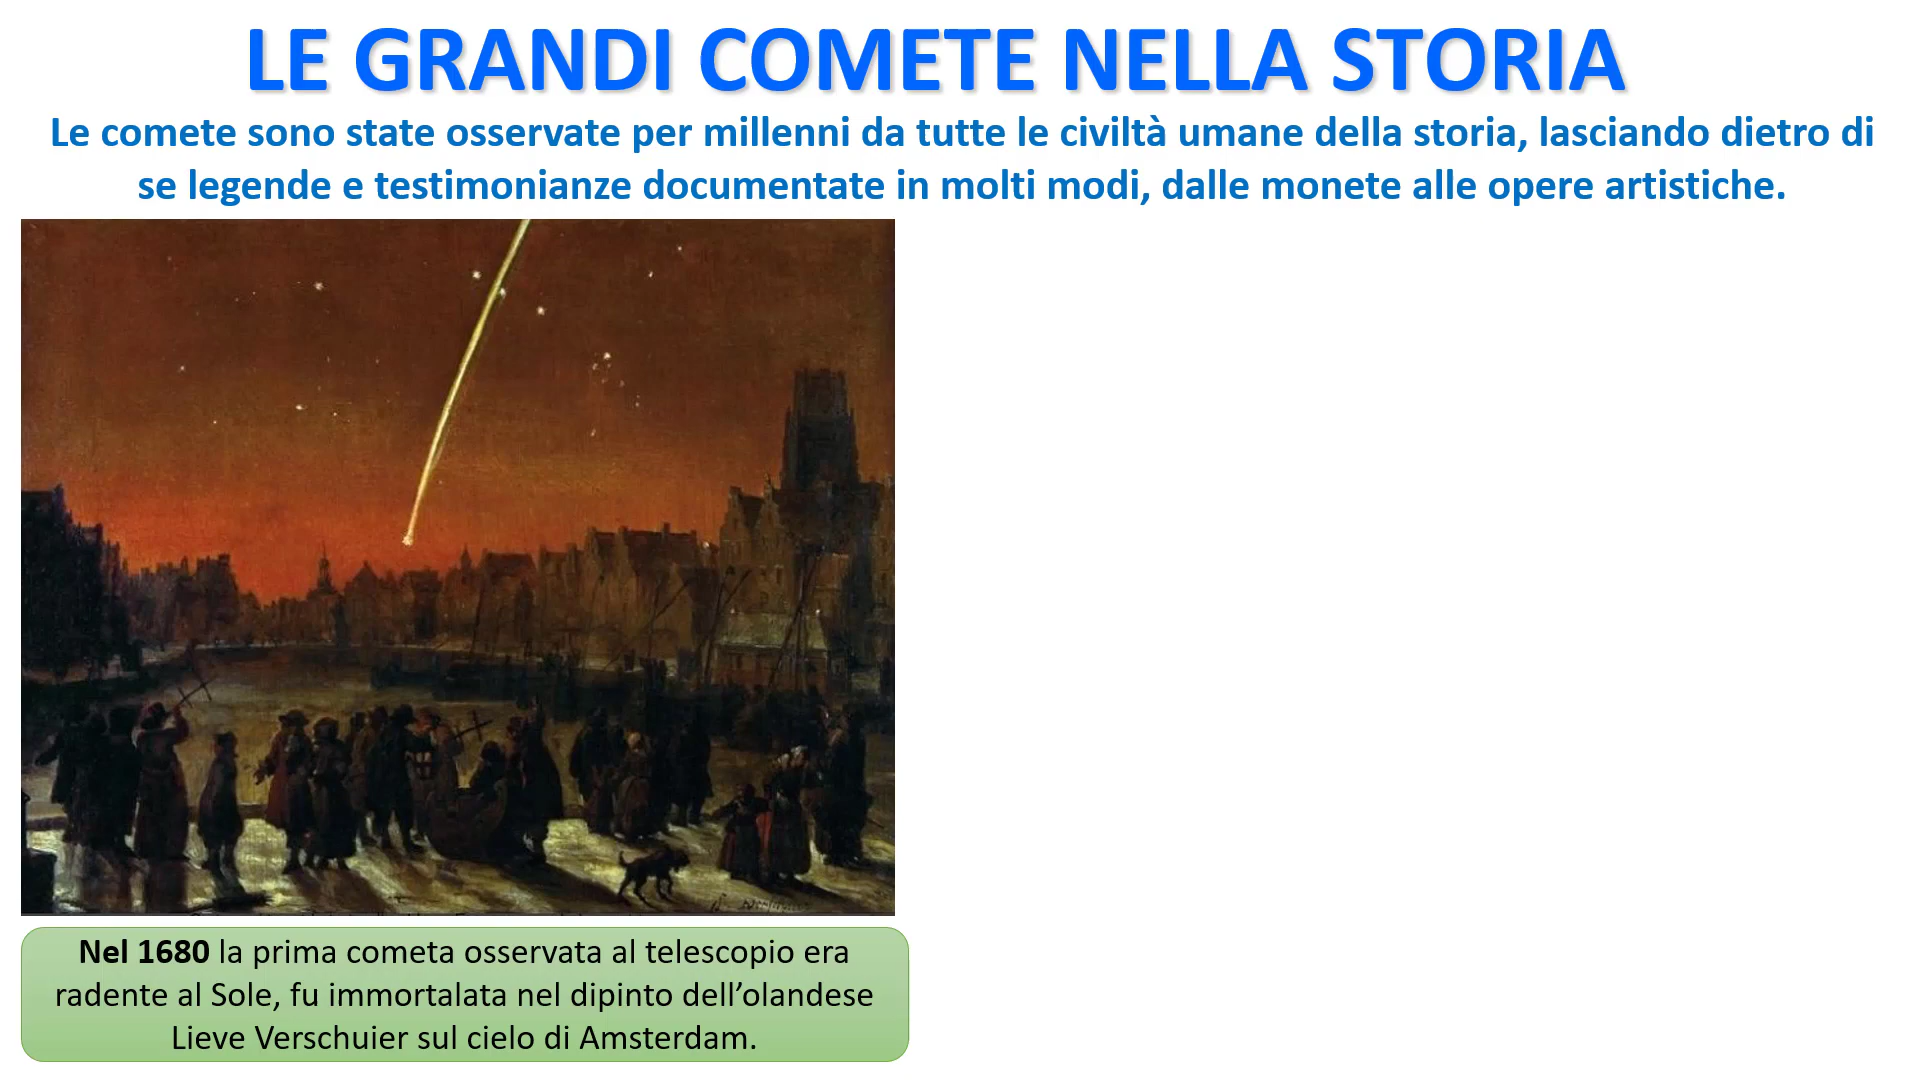 LE GRANDI COMETE NELLA STORIA
Le comete sono state osservate per millenni da tutte le civiltà umane della storia, lasciando dietro di
se legende e testimonianze documentate in molti modi, dalle monete alle opere artistiche.
Nel 1680 la prima cometa osservata al telescopio era
radente al Sole, fu immortalata nel dipinto dell’olandese
Lieve Verschuier sul cielo di Amsterdam.